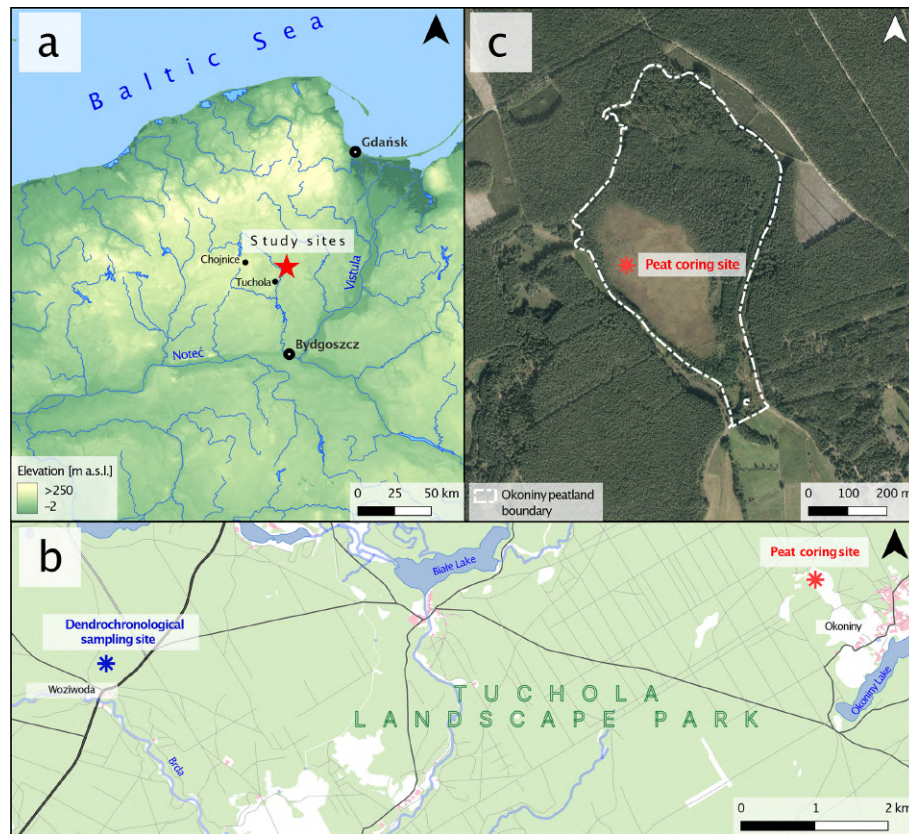 a
Baltic Sea
Gdańsk
Study sites
Chojnice
Tuchola
Vistula
Bydgoszcz
Noteć
Elevation [m a.s.l.]
>250
–2
0 25 50 km
c
Peat coring site
Okoniny peatland
boundary
0 100 200 m
b
Białe Lake
Peat coring site
Dendrochronological
sampling site
Okoniny
Woziwoda
Okoniny Lake
TUCHOLA
LANDSCAPE PARK
Brda
0 1 2 km